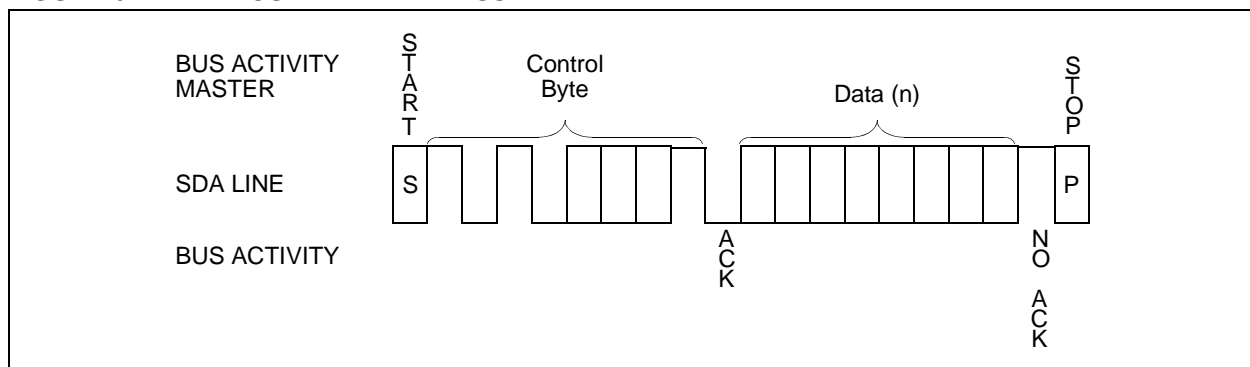 BUS ACTIVITY
MASTER
START
Control
Byte
Data (n)
STOP
SDA LINE
S
P
BUS ACTIVITY
ACK
NO ACK